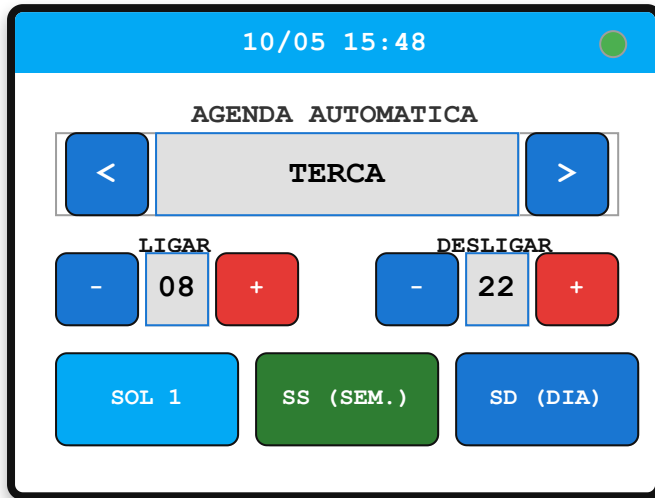 10/05 15:48
AGENDA AUTOMATICA
< TERCA >
LIGAR DESLIGAR
- 08 + - 22 +
SOL 1 SS (SEM.) SD (DIA)